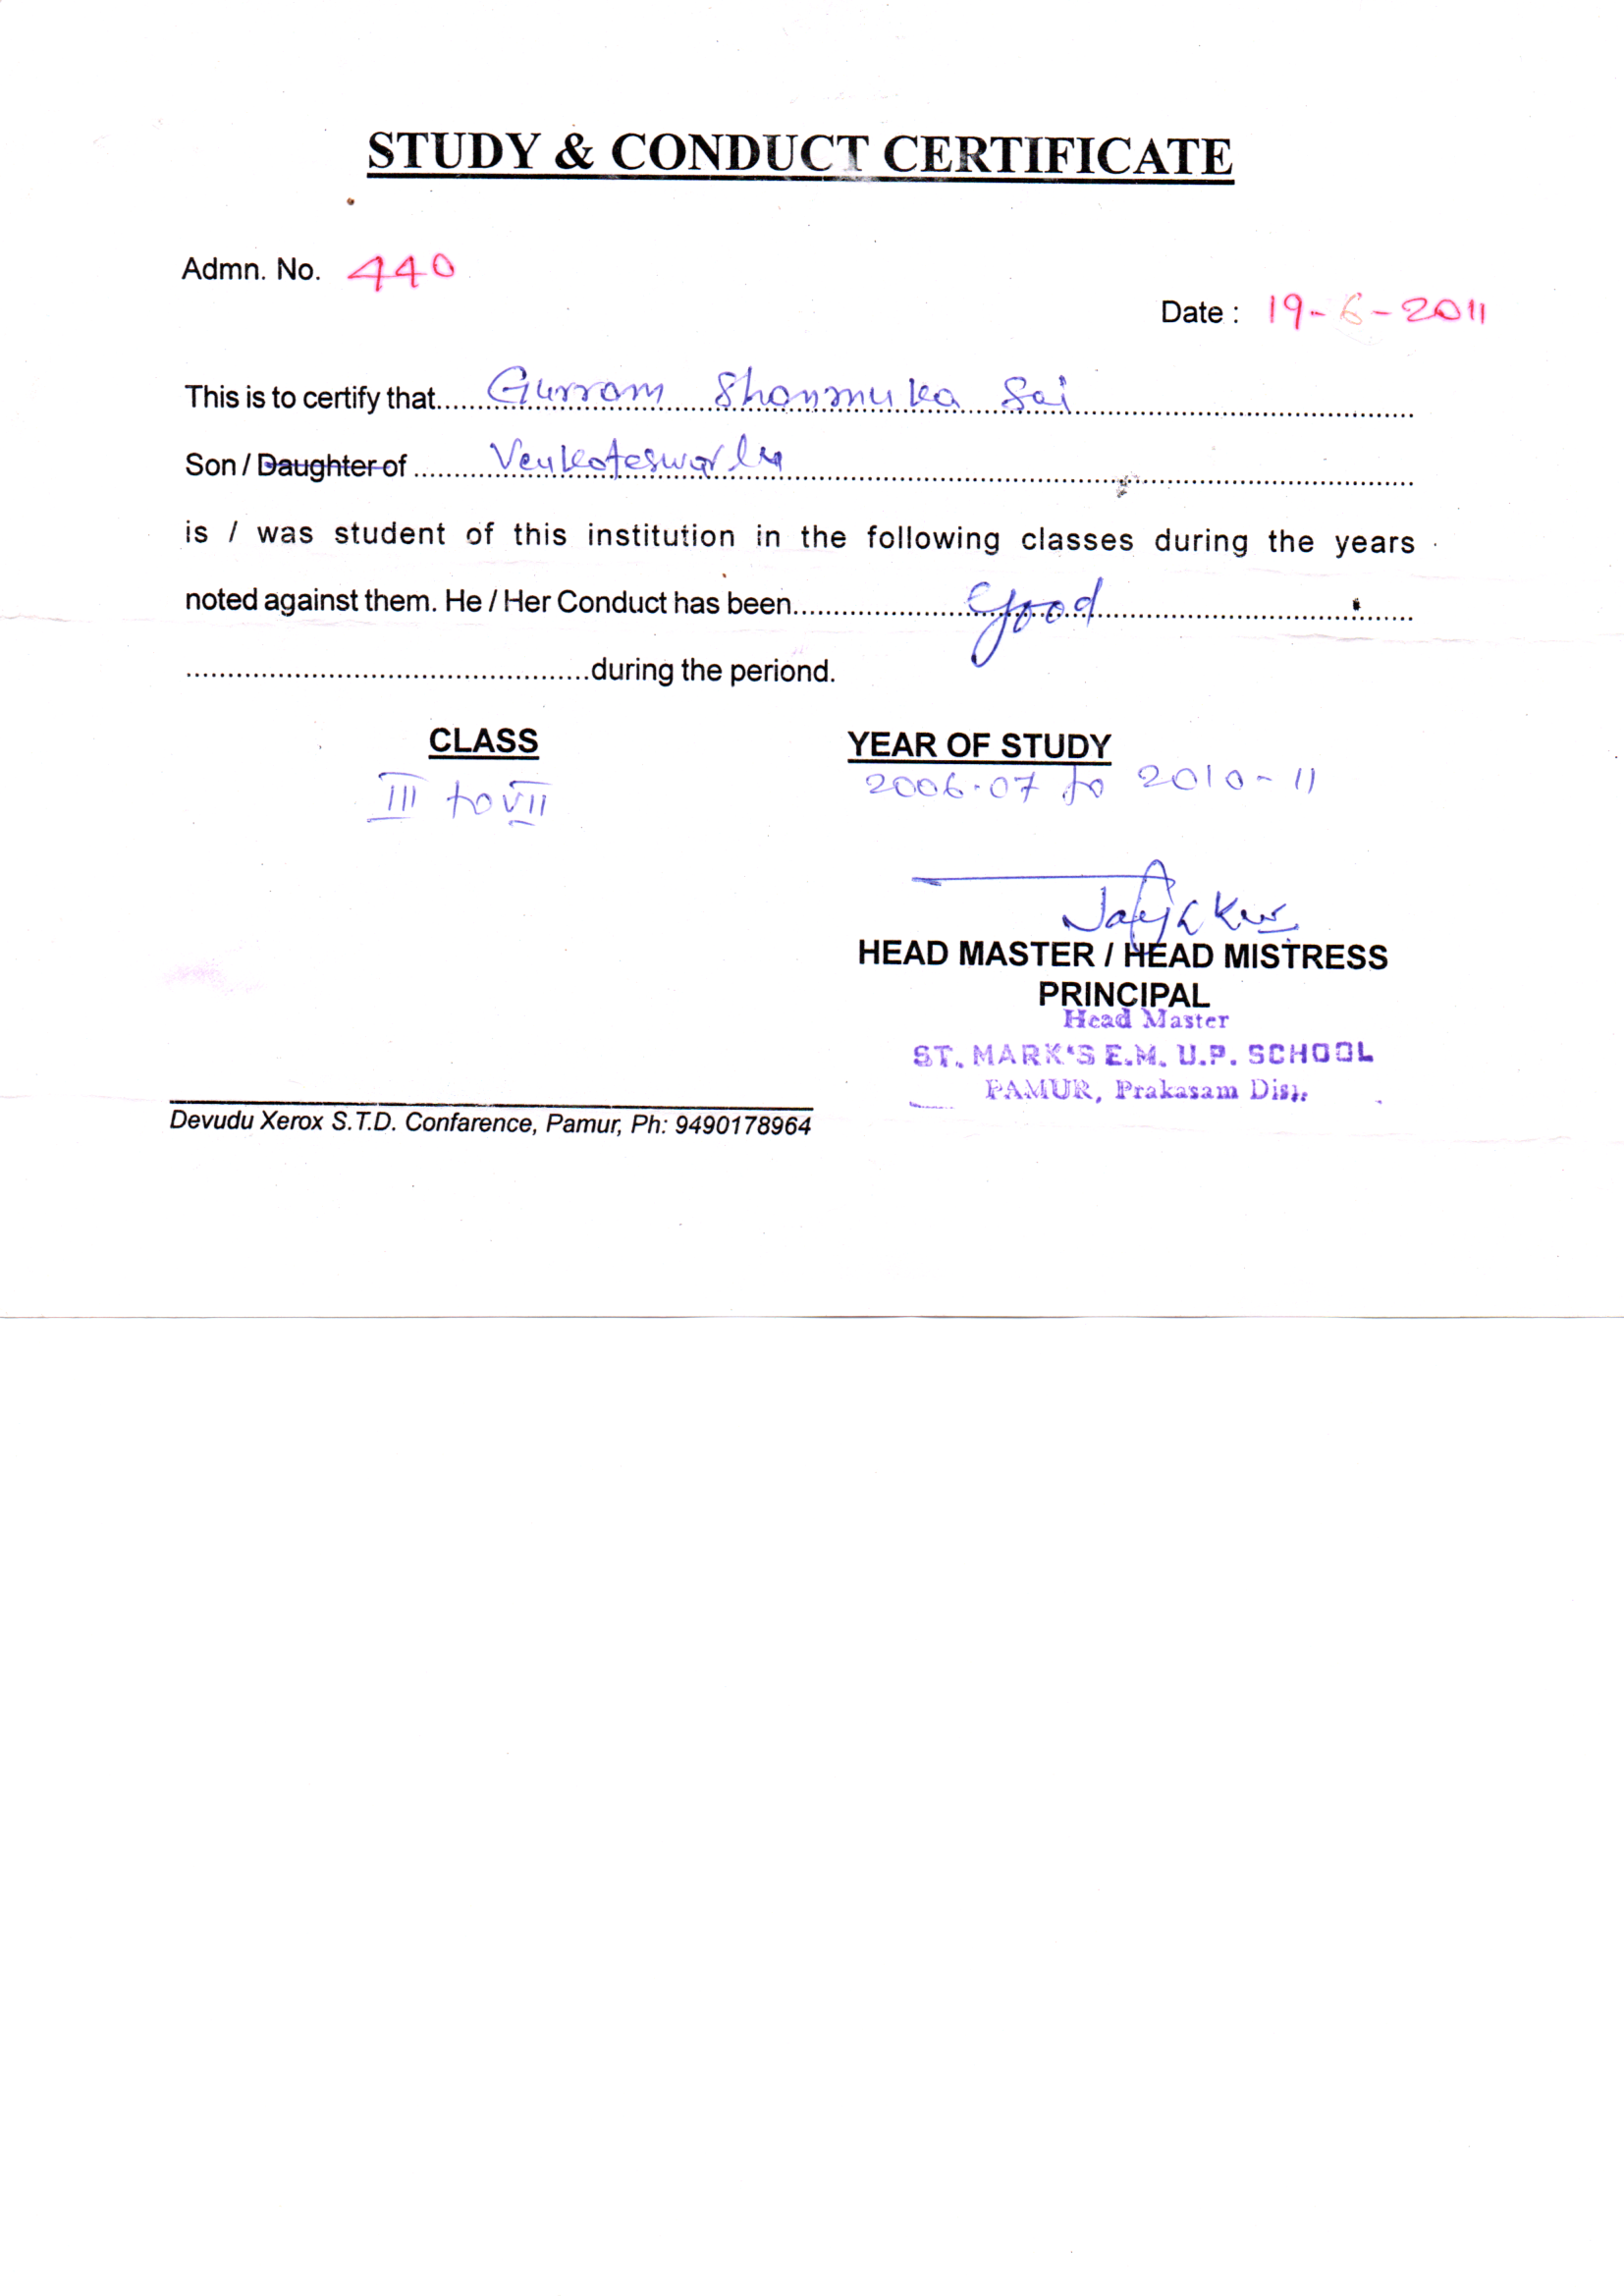 STUDY & CONDUCT CERTIFICATE
Admn. No. 440
Date : 19-6-2011
This is to certify that..... Gurram Shanmuka Sai .....
Son / Daughter of ..... Venkateswarlu .....
is / was student of this institution in the following classes during the years
noted against them. He / Her Conduct has been..... Good .....
.....during the periond.
CLASS YEAR OF STUDY
III to VII 2006-07 to 2010-11
HEAD MASTER / HEAD MISTRESS
PRINCIPAL
Head Master
ST. MARK'S E.M. U.P. SCHOOL
PAMUR, Prakasam Dist.
Devudu Xerox S.T.D. Confarence, Pamur, Ph: 9490178964